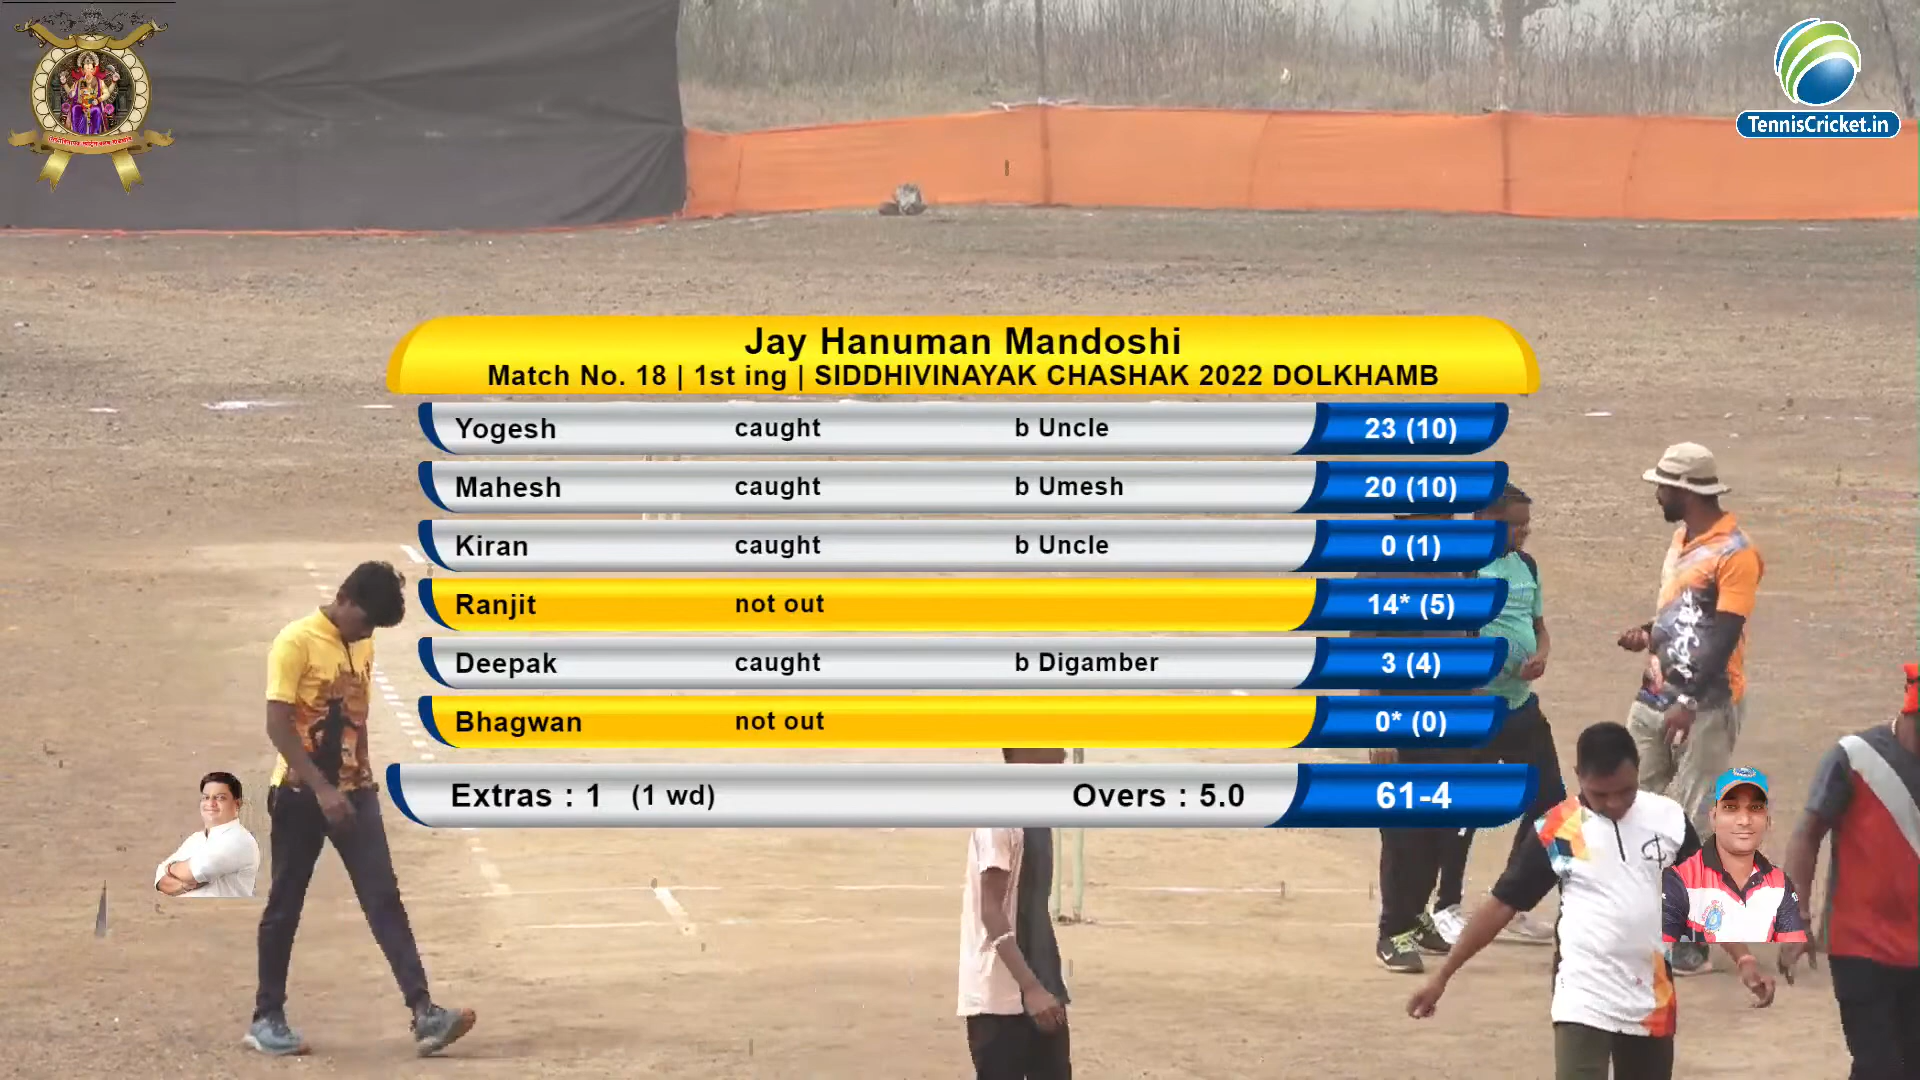 TennisCricket.in
Jay Hanuman Mandoshi
Match No. 18 | 1st ing | SIDDHIVINAYAK CHASHAK 2022 DOLKHAMB
Yogesh caught b Uncle 23 (10)
Mahesh caught b Umesh 20 (10)
Kiran caught b Uncle 0 (1)
Ranjit not out 14* (5)
Deepak caught b Digamber 3 (4)
Bhagwan not out 0* (0)
Extras : 1 (1 wd) Overs : 5.0 61-4